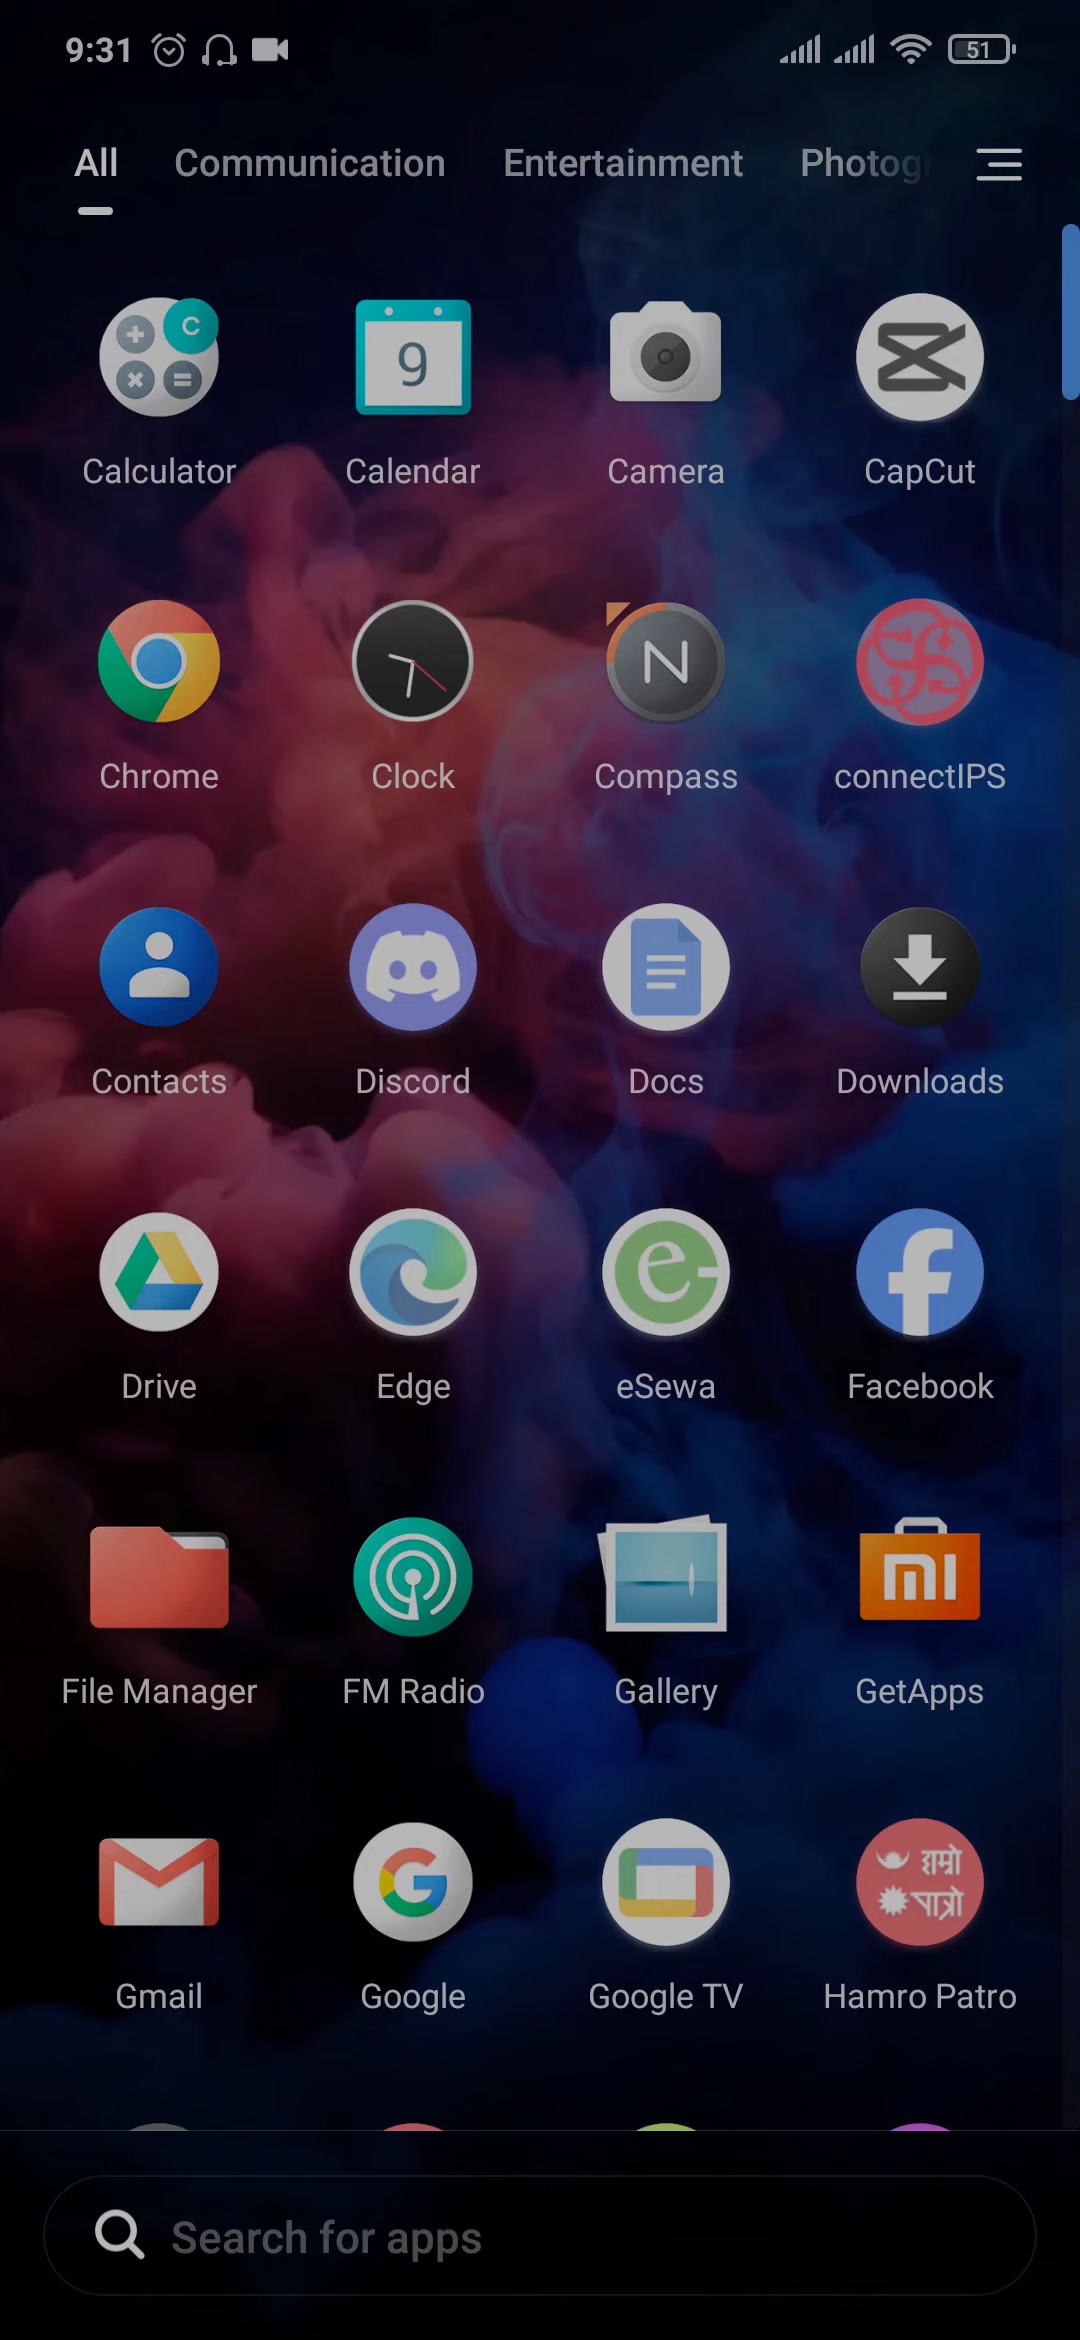 9:31 51
All Communication Entertainment Photogr
C
9
Calculator Calendar Camera CapCut
N
Chrome Clock Compass connectIPS
Contacts Discord Docs Downloads
e f
Drive Edge eSewa Facebook
mi
File Manager FM Radio Gallery GetApps
M G हाम्रो
पात्रो
Gmail Google Google TV Hamro Patro
Search for apps